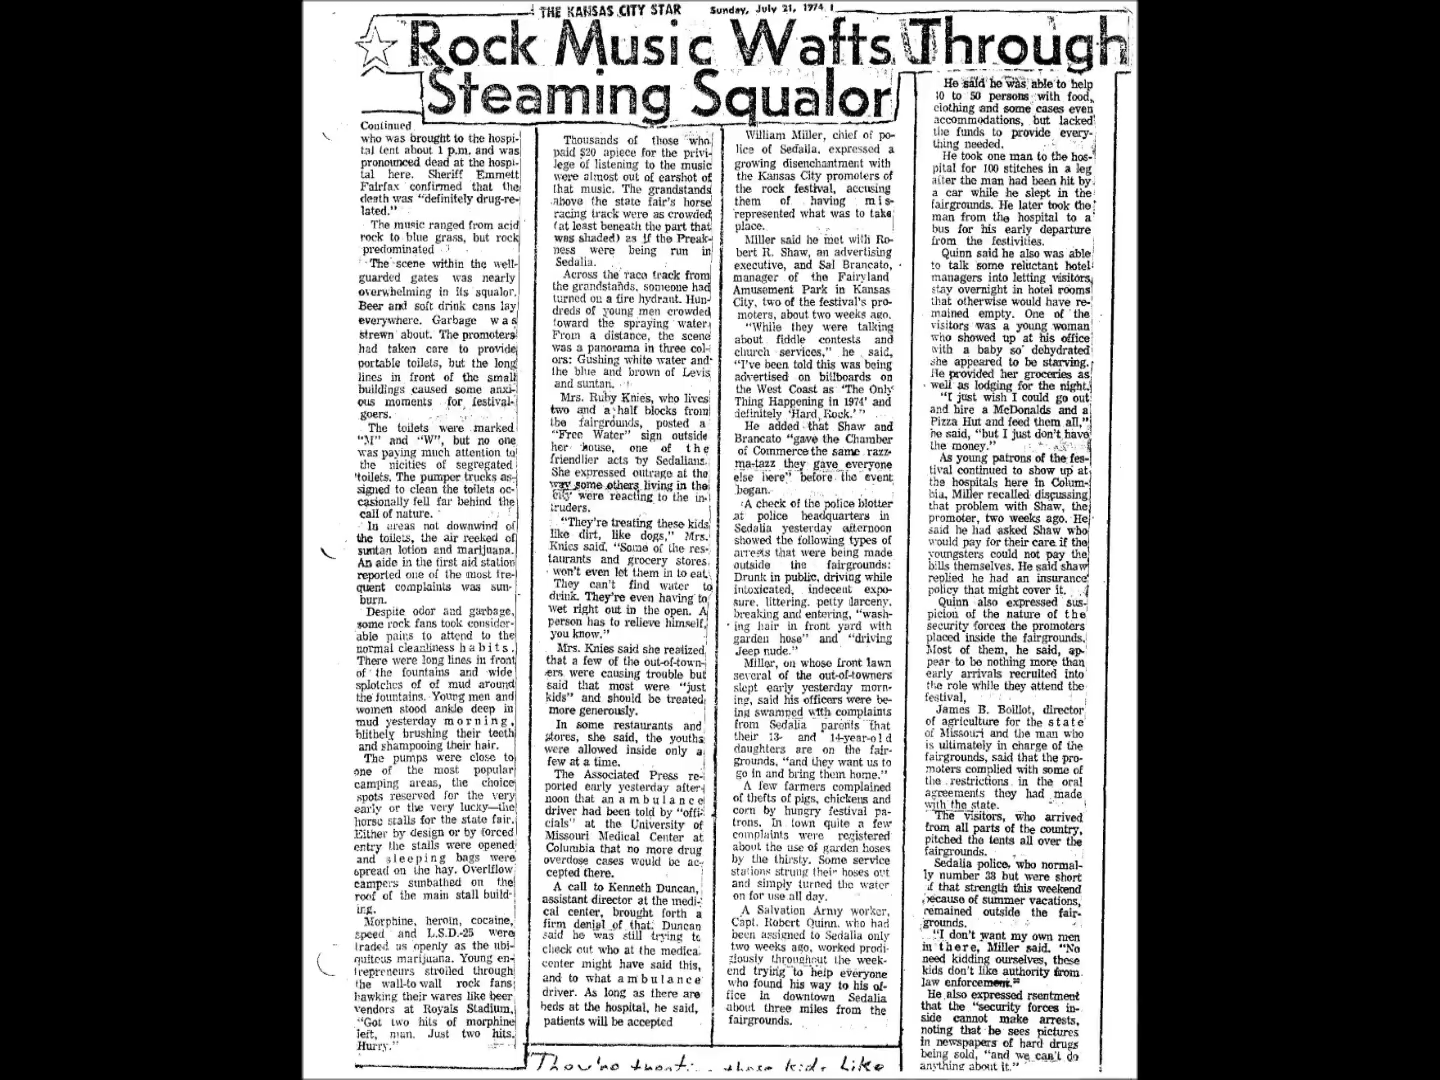 THE KANSAS CITY STAR Sunday, July 21, 1974
Rock Music Wafts Through
Steaming Squalor
Continued
who was brought to the hospi-
tal tent about 1 p.m. and was
pronounced dead at the hospi-
tal here. Sheriff Emmett
Fairfax confirmed that the
death was "definitely drug-re-
lated."
The music ranged from acid
rock to blue grass, but rock
predominated
The scene within the well-
guarded gates was nearly
overwhelming in its squalor.
Beer and soft drink cans lay
everywhere. Garbage was
strewn about. The promoters
had taken care to provide
portable toilets, but the long
lines in front of the small
buildings caused some anxi-
ous moments for festival-
goers.
The toilets were marked
"M" and "W", but no one
was paying much attention to
the nicities of segregated
toilets. The pumper trucks as-
signed to clean the toilets oc-
casionally fell far behind the
call of nature.
In areas not downwind of
the toilets, the air reeked of
suntan lotion and marijuana.
An aide in the first aid station
reported one of the most fre-
quent complaints was sun-
burn.
Despite odor and garbage,
some rock fans took consider-
able pains to attend to the
normal cleanliness habits.
There were long lines in front
of the fountains and wide
splotches of of mud around
the fountains. Young men and
women stood ankle deep in
mud yesterday morning,
blithely brushing their teeth
and shampooing their hair.
The pumps were close to
one of the most popular
camping areas, the choice
spots reserved for the very
early or the very lucky—the
horse stalls for the state fair.
Either by design or by forced
entry the stalls were opened
and sleeping bags were
spread on the hay. Overflow
campers sunbathed on the
roof of the main stall build-
ing.
Morphine, heroin, cocaine,
speed and L.S.D.-25 were
traded as openly as the ubi-
quiteus marijuana. Young en-
trepreneurs strolled through
the wall-to wall rock fans
hawking their wares like beer
vendors at Royals Stadium,
"Got two hits of morphine
left, man. Just two hits.
Hurry."
Thousands of those who
paid $20 apiece for the privi-
lege of listening to the music
were almost out of earshot of
that music. The grandstands
above the state fair's horse
racing track were as crowded
(at least beneath the part that
was shaded) as if the Preak-
ness were being run in
Sedalia.
Across the race track from
the grandstands, someone had
turned on a fire hydrant. Hun-
dreds of young men crowded
toward the spraying water.
From a distance, the scene
was a panorama in three col-
ors: Gushing white water and
the blue and brown of Levis
and suntan.
Mrs. Ruby Knies, who lives
two and a half blocks from
the fairgrounds, posted a
"Free Water" sign outside
her house, one of the
friendlier acts by Sedalians.
She expressed outrage at the
way some others living in the
city were reacting to the in-
truders.
"They're treating these kids
like dirt, like dogs," Mrs.
Knies said. "Some of the res-
taurants and grocery stores
won't even let them in to eat.
They can't find water to
drink. They're even having to
wet right out in the open. A
person has to relieve himself,
you know."
Mrs. Knies said she realized
that a few of the out-of-town-
ers were causing trouble but
said that most were "just
kids" and should be treated
more generously.
In some restaurants and
stores, she said, the youths
were allowed inside only a
few at a time.
The Associated Press re-
ported early yesterday after-
noon that an ambulance
driver had been told by "offi-
cials" at the University of
Missouri Medical Center at
Columbia that no more drug
overdose cases would be ac-
cepted there.
A call to Kenneth Duncan,
assistant director at the medi-
cal center, brought forth a
firm denial of that. Duncan
said he was still trying to
check out who at the medica
center might have said this,
and to what ambulance
driver. As long as there are
beds at the hospital, he said,
patients will be accepted
William Miller, chief of po-
lice of Sedalia, expressed a
growing disenchantment with
the Kansas City promoters of
the rock festival, accusing
them of having mis-
represented what was to take
place.
Miller said he met with Ro-
bert R. Shaw, an advertising
executive, and Sal Brancato,
manager of the Fairyland
Amusement Park in Kansas
City, two of the festival's pro-
moters, about two weeks ago.
"While they were talking
about fiddle contests and
church services," he said,
"I've been told this was being
advertised on billboards on
the West Coast as 'The Only
Thing Happening in 1974' and
definitely 'Hard Rock.'"
He added that Shaw and
Brancato "gave the Chamber
of Commerce the same razz-
ma-tazz they gave everyone
else here" before the event
began.
A check of the police blotter
at police headquarters in
Sedalia yesterday afternoon
showed the following types of
arrests that were being made
outside the fairgrounds:
Drunk in public, driving while
intoxicated, indecent expo-
sure, littering, petty larceny,
breaking and entering, "wash-
ing hair in front yard with
garden hose" and "driving
Jeep nude."
Miller, on whose front lawn
several of the out-of-towners
slept early yesterday morn-
ing, said his officers were be-
ing swamped with complaints
from Sedalia parents that
their 13- and 14-year-old
daughters are on the fair-
grounds, "and they want us to
go in and bring them home."
A few farmers complained
of thefts of pigs, chickens and
corn by hungry festival pa-
trons. In town quite a few
complaints were registered
about the use of garden hoses
by the thirsty. Some service
stations strung their hoses out
and simply turned the water
on for use all day.
A Salvation Army worker,
Capt. Robert Quinn, who had
been assigned to Sedalia only
two weeks ago, worked prodi-
giously throughout the week-
end trying to help everyone
who found his way to his of-
fice in downtown Sedalia
about three miles from the
fairgrounds.
He said he was able to help
10 to 50 persons with food,
clothing and some cases even
accommodations, but lacked
the funds to provide every-
thing needed.
He took one man to the hos-
pital for 100 stitches in a leg
after the man had been hit by
a car while he slept in the
fairgrounds. He later took the
man from the hospital to a
bus for his early departure
from the festivities.
Quinn said he also was able
to talk some reluctant hotel
managers into letting visitors
stay overnight in hotel rooms
that otherwise would have re-
mained empty. One of the
visitors was a young woman
who showed up at his office
with a baby so dehydrated
she appeared to be starving.
He provided her groceries as
well as lodging for the night.
"I just wish I could go out
and hire a McDonalds and a
Pizza Hut and feed them all,"
he said, "but I just don't have
the money."
As young patrons of the fes-
tival continued to show up at
the hospitals here in Colum-
bia, Miller recalled discussing
that problem with Shaw, the
promoter, two weeks ago. He
said he had asked Shaw who
would pay for their care if the
youngsters could not pay the
bills themselves. He said shaw
replied he had an insurance
policy that might cover it.
Quinn also expressed sus-
picion of the nature of the
security forces the promoters
placed inside the fairgrounds.
Most of them, he said, ap-
pear to be nothing more than
early arrivals recruited into
the role while they attend the
festival,
James B. Boillot, director
of agriculture for the state
of Missouri and the man who
is ultimately in charge of the
fairgrounds, said that the pro-
moters complied with some of
the restrictions in the oral
agreements they had made
with the state.
The visitors, who arrived
from all parts of the country,
pitched the tents all over the
fairgrounds.
Sedalia police, who normal-
ly number 38 but were short
of that strength this weekend
because of summer vacations,
remained outside the fair-
grounds.
"I don't want my own men
in there, Miller said. "No
need kidding ourselves, these
kids don't like authority from
law enforcement."
He also expressed rsentment
that the "security forces in-
side cannot make arrests,
noting that he sees pictures
in newspapers of hard drugs
being sold, "and we can't do
anything about it."
They're treating these kids like